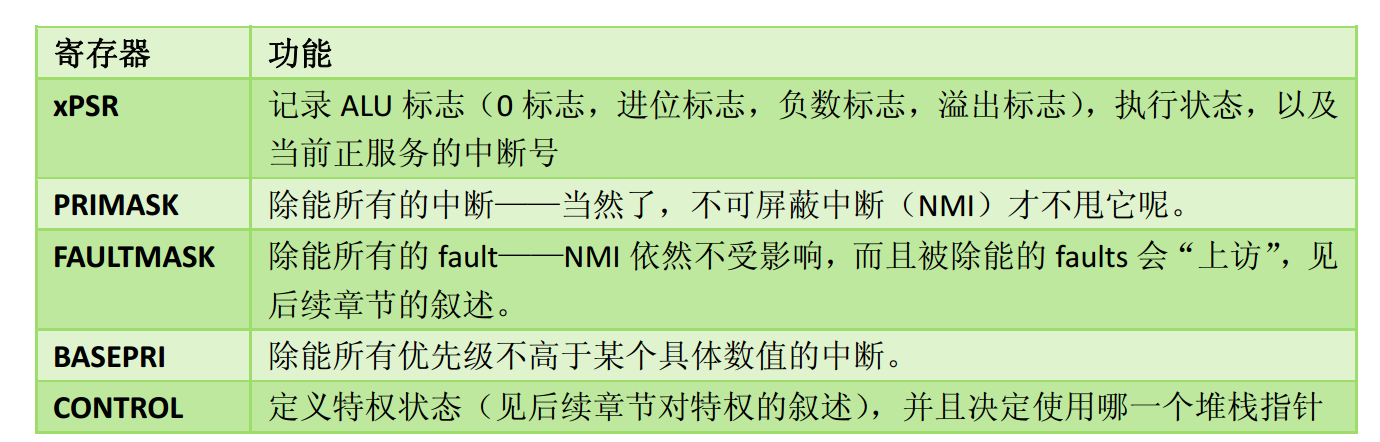 寄存器 功能
xPSR 记录 ALU 标志（0 标志，进位标志，负数标志，溢出标志），执行状态，以及
当前正服务的中断号
PRIMASK 除能所有的中断——当然了，不可屏蔽中断（NMI）才不甩它呢。
FAULTMASK 除能所有的 fault——NMI 依然不受影响，而且被除能的 faults 会“上访”，见
后续章节的叙述。
BASEPRI 除能所有优先级不高于某个具体数值的中断。
CONTROL 定义特权状态（见后续章节对特权的叙述），并且决定使用哪一个堆栈指针